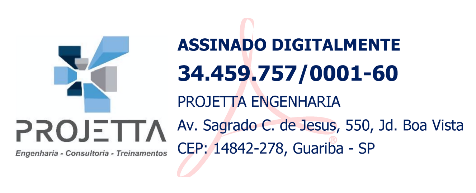 ASSINADO DIGITALMENTE
34.459.757/0001-60
PROJETTA ENGENHARIA
Av. Sagrado C. de Jesus, 550, Jd. Boa Vista
CEP: 14842-278, Guariba - SP
PROJETTA
Engenharia - Consultoria - Treinamentos